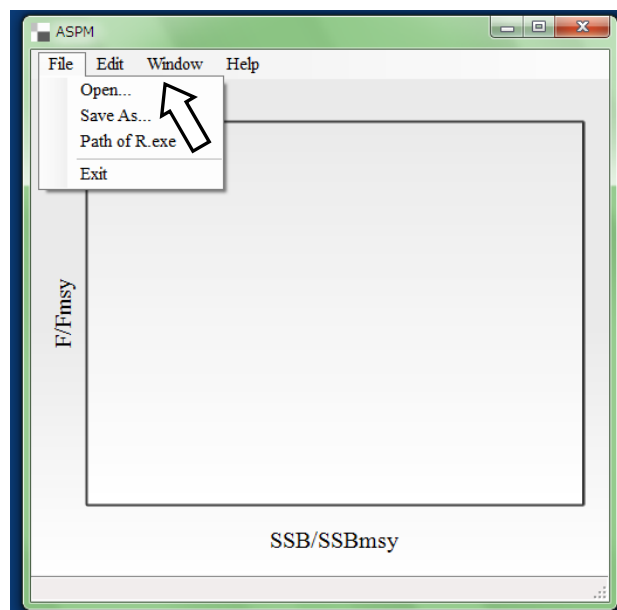 ASPM
File Edit Window Help
Open...
Save As...
Path of R.exe
Exit
F/Fmsy
SSB/SSBmsy